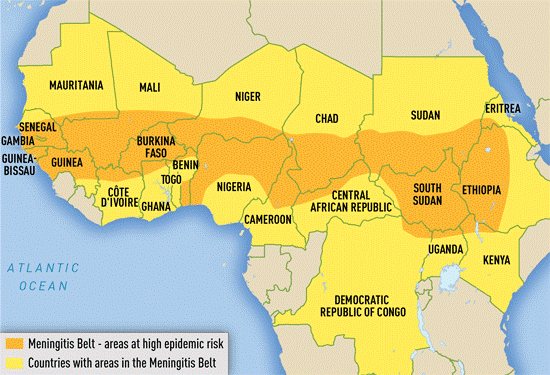 MAURITANIA
MALI
NIGER
CHAD
SUDAN
ERITREA
SENEGAL
GAMBIA
GUINEA-
BISSAU
GUINEA
BURKINA
FASO
BENIN
TOGO
CÔTE
D'IVOIRE
GHANA
NIGERIA
CAMEROON
CENTRAL
AFRICAN REPUBLIC
SOUTH
SUDAN
ETHIOPIA
UGANDA
KENYA
DEMOCRATIC
REPUBLIC OF CONGO
ATLANTIC
OCEAN
Meningitis Belt - areas at high epidemic risk
Countries with areas in the Meningitis Belt